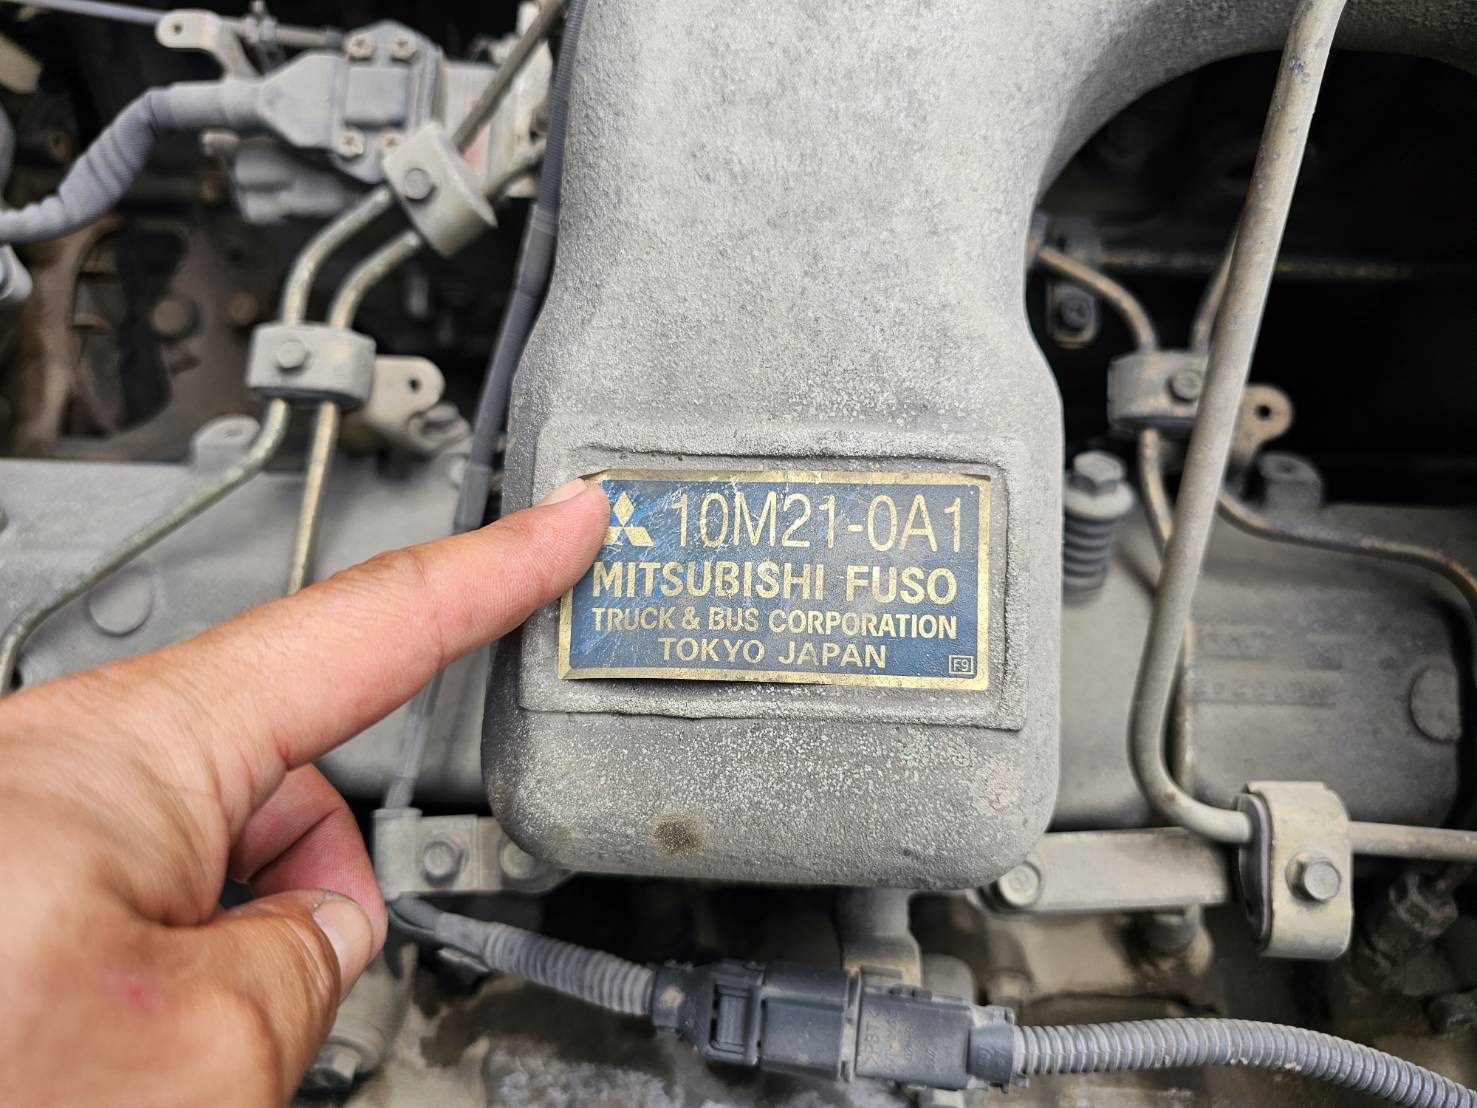 10M21-0A1
MITSUBISHI FUSO
TRUCK & BUS CORPORATION
TOKYO JAPAN
F9